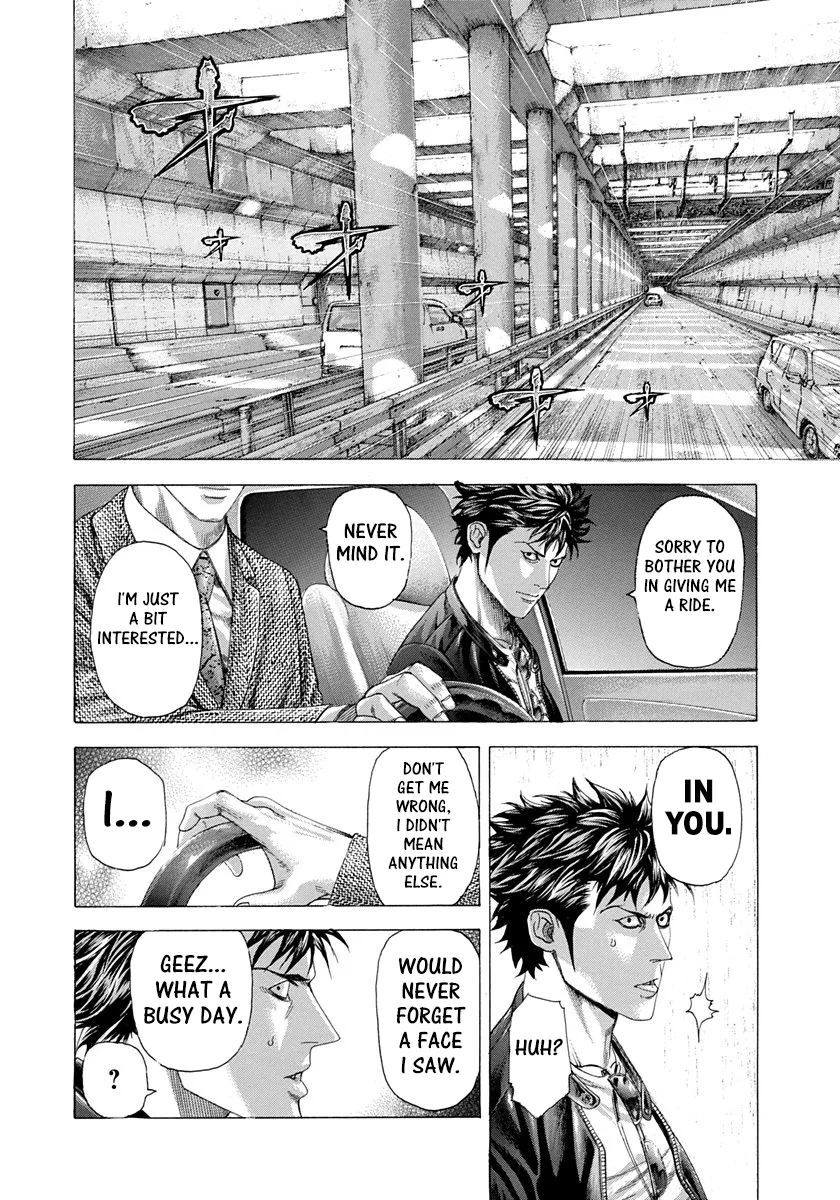 SORRY TO
BOTHER YOU
IN GIVING ME
A RIDE.
NEVER
MIND IT.
I'M JUST
A BIT
INTERESTED...
IN
YOU.
HUH?
DON'T
GET ME
WRONG,
I DIDN'T
MEAN
ANYTHING
ELSE.
I...
WOULD
NEVER
FORGET
A FACE
I SAW.
GEEZ...
WHAT A
BUSY DAY.
?